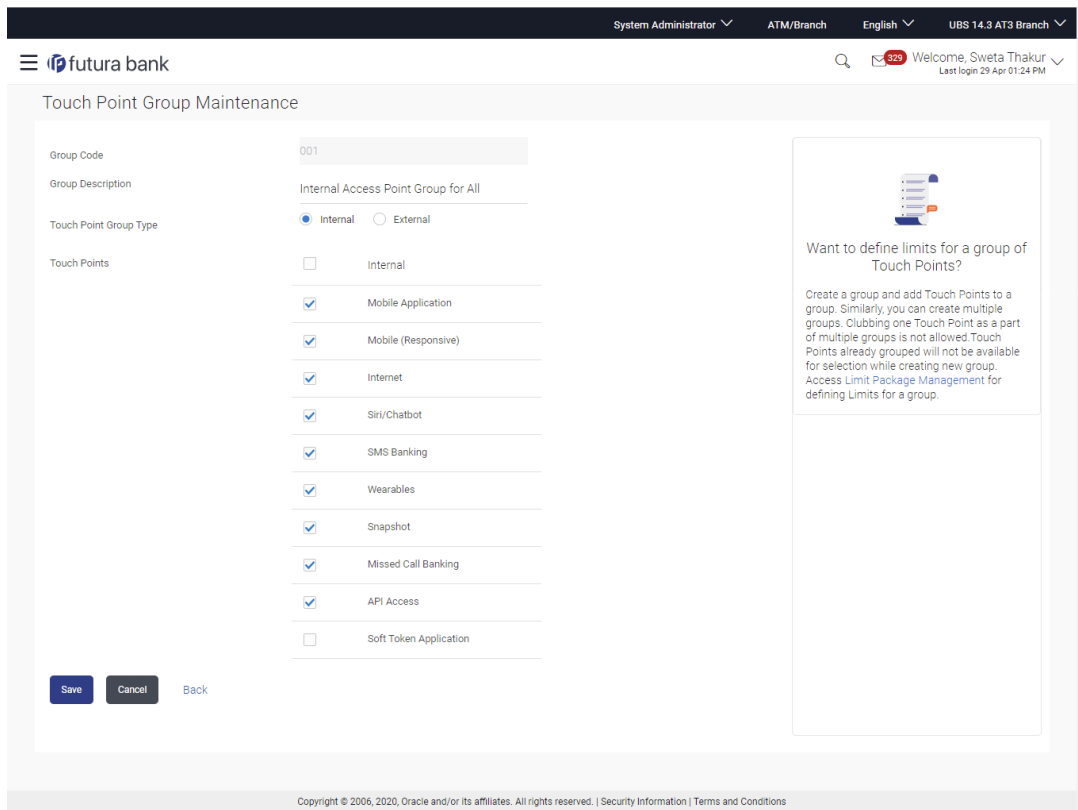 System Administrator ATM/Branch English UBS 14.3 AT3 Branch
futura bank 329 Welcome, Sweta Thakur
Last login 29 Apr 01:24 PM
Touch Point Group Maintenance
Group Code 001
Group Description Internal Access Point Group for All
Touch Point Group Type Internal External
Touch Points Internal
Mobile Application
Mobile (Responsive)
Internet
Siri/Chatbot
SMS Banking
Wearables
Snapshot
Missed Call Banking
API Access
Soft Token Application
Save Cancel Back
Want to define limits for a group of
Touch Points?
Create a group and add Touch Points to a
group. Similarly, you can create multiple
groups. Clubbing one Touch Point as a part
of multiple groups is not allowed.Touch
Points already grouped will not be available
for selection while creating new group.
Access Limit Package Management for
defining Limits for a group.
Copyright © 2006, 2020, Oracle and/or its affiliates. All rights reserved. | Security Information | Terms and Conditions